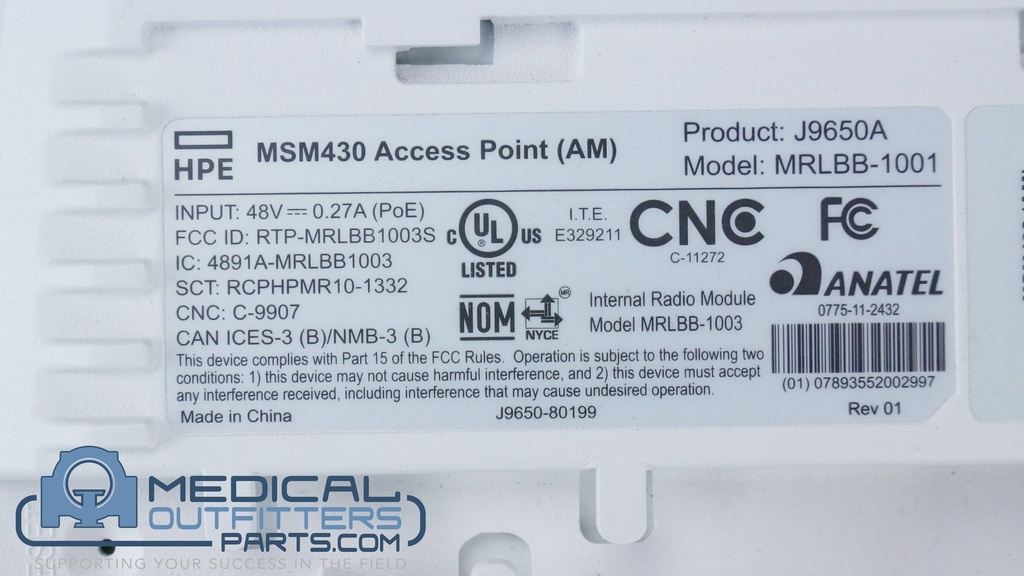 HPE
MSM430 Access Point (AM)
Product: J9650A
Model: MRLBB-1001
INPUT: 48V⎓ 0.27A (PoE)
FCC ID: RTP-MRLBB1003S
IC: 4891A-MRLBB1003
SCT: RCPHPMR10-1332
CNC: C-9907
CAN ICES-3 (B)/NMB-3 (B)
C UL ® US
LISTED
I.T.E.
E329211
CNC
C-11272
FC
ANATEL
0775-11-2432
NOM
MR
NYCE
Internal Radio Module
Model MRLBB-1003
(01) 07893552002997
This device complies with Part 15 of the FCC Rules. Operation is subject to the following two
conditions: 1) this device may not cause harmful interference, and 2) this device must accept
any interference received, including interference that may cause undesired operation.
Made in China
J9650-80199
Rev 01
MEDICAL
OUTFITTERS
PARTS.COM
SUPPORTING YOUR SUCCESS IN THE FIELD